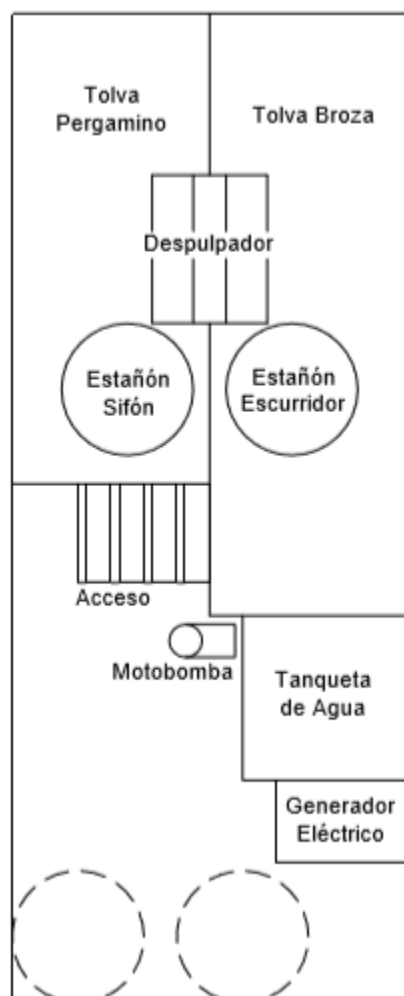 Tolva
Pergamino
Tolva Broza
Despulpador
Estañón
Sifón
Estañón
Escurridor
Acceso
Motobomba
Tanqueta
de Agua
Generador
Eléctrico